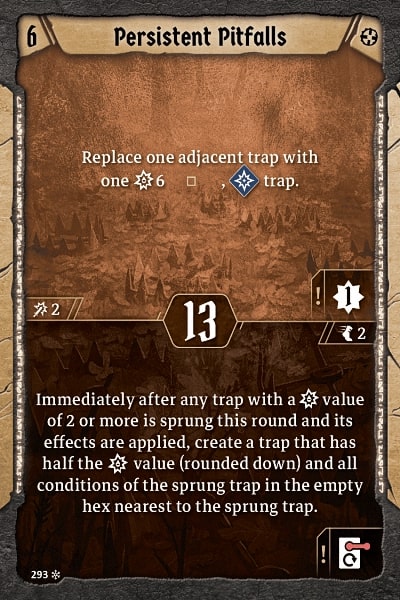 6 Persistent Pitfalls
Replace one adjacent trap with
one 6 , trap.
! 1
2
13
2
Immediately after any trap with a value
of 2 or more is sprung this round and its
effects are applied, create a trap that has
half the value (rounded down) and all
conditions of the sprung trap in the empty
hex nearest to the sprung trap.
!
293